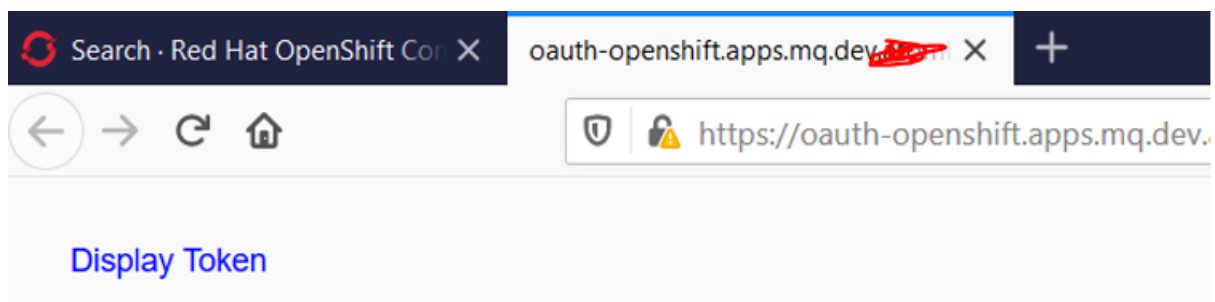 Search · Red Hat OpenShift Con
oauth-openshift.apps.mq.dev.
https://oauth-openshift.apps.mq.dev.
Display Token